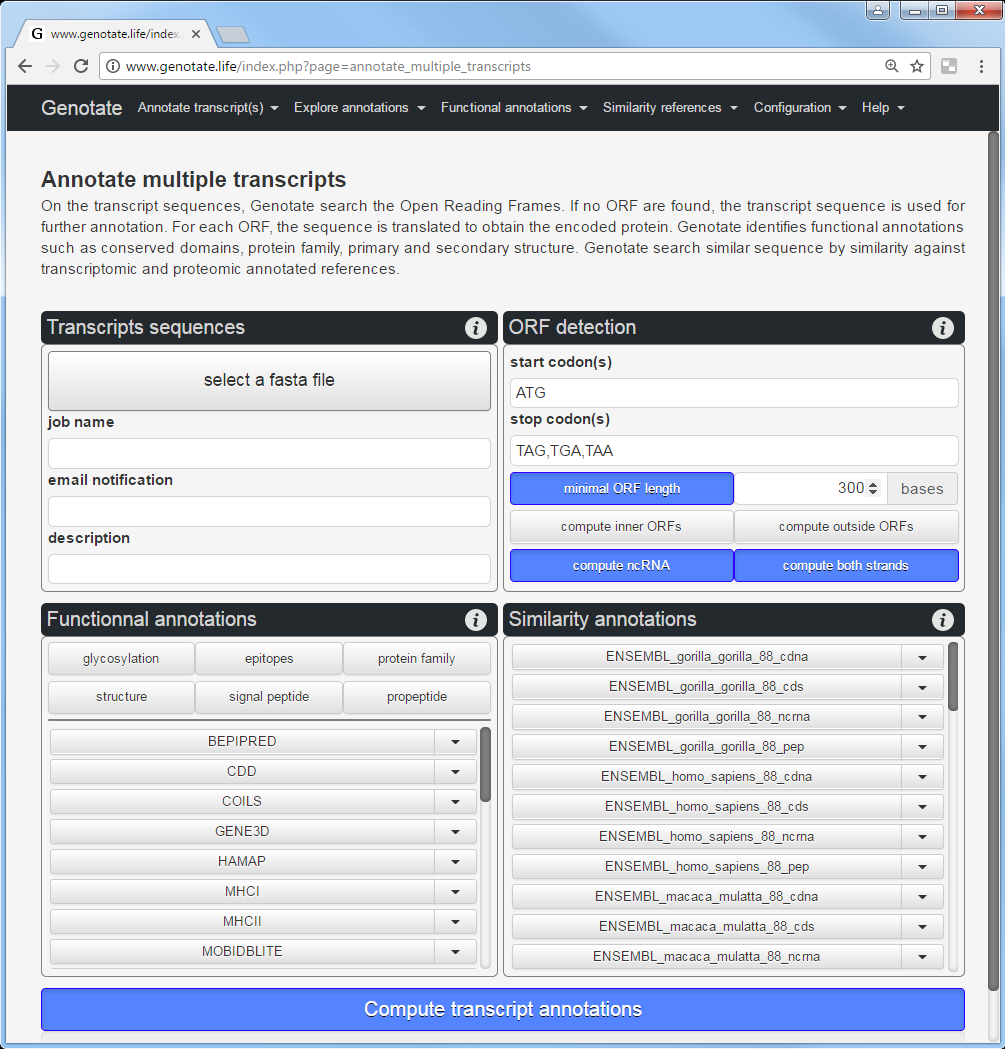 G www.genotate.life/index.
www.genotate.life/index.php?page=annotate_multiple_transcripts
Genotate Annotate transcript(s) Explore annotations Functional annotations Similarity references Configuration Help
Annotate multiple transcripts
On the transcript sequences, Genotate search the Open Reading Frames. If no ORF are found, the transcript sequence is used for
further annotation. For each ORF, the sequence is translated to obtain the encoded protein. Genotate identifies functional annotations
such as conserved domains, protein family, primary and secondary structure. Genotate search similar sequence by similarity against
transcriptomic and proteomic annotated references.
Transcripts sequences i
select a fasta file
job name
email notification
description
ORF detection i
start codon(s)
ATG
stop codon(s)
TAG,TGA,TAA
minimal ORF length 300 bases
compute inner ORFs compute outside ORFs
compute ncRNA compute both strands
Functionnal annotations i
glycosylation epitopes protein family
structure signal peptide propeptide
BEPIPRED
CDD
COILS
GENE3D
HAMAP
MHCI
MHCII
MOBIDBLITE
Similarity annotations i
ENSEMBL_gorilla_gorilla_88_cdna
ENSEMBL_gorilla_gorilla_88_cds
ENSEMBL_gorilla_gorilla_88_ncrna
ENSEMBL_gorilla_gorilla_88_pep
ENSEMBL_homo_sapiens_88_cdna
ENSEMBL_homo_sapiens_88_cds
ENSEMBL_homo_sapiens_88_ncrna
ENSEMBL_homo_sapiens_88_pep
ENSEMBL_macaca_mulatta_88_cdna
ENSEMBL_macaca_mulatta_88_cds
ENSEMBL_macaca_mulatta_88_ncrna
Compute transcript annotations